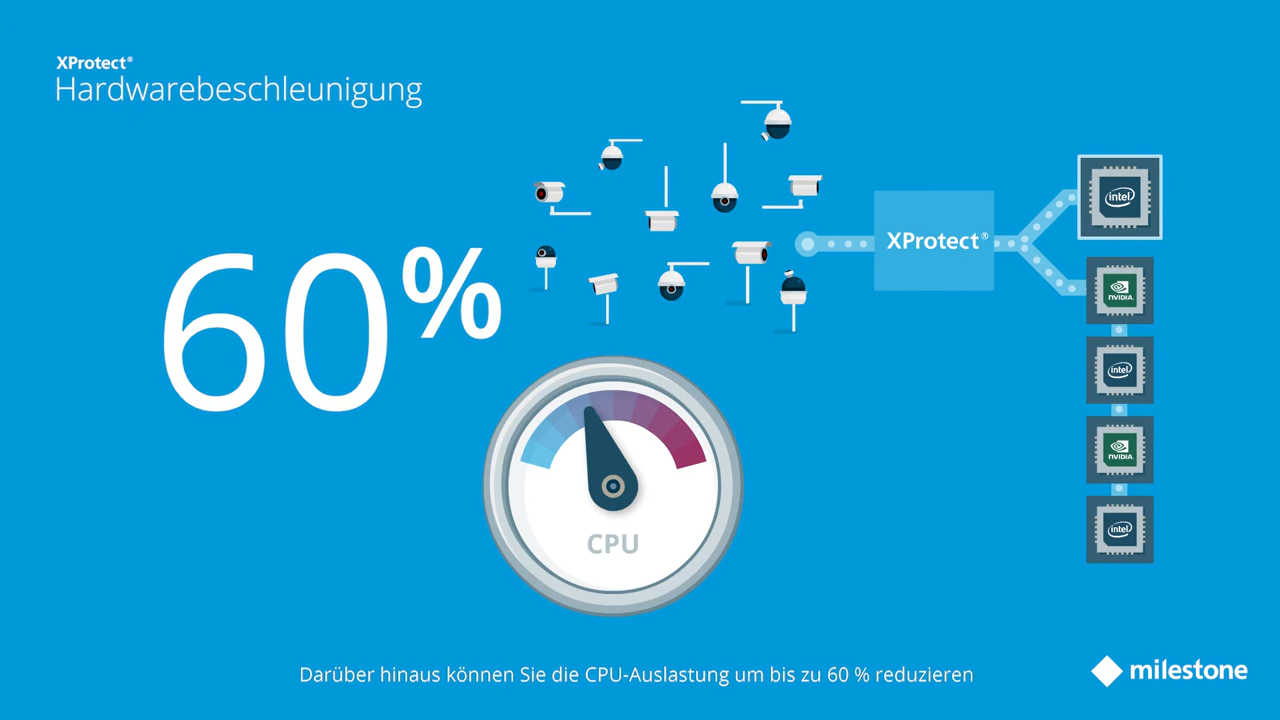 XProtect®
Hardwarebeschleunigung
60%
XProtect®
intel
NVIDIA.
intel
NVIDIA.
intel
CPU
Darüber hinaus können Sie die CPU-Auslastung um bis zu 60 % reduzieren
milestone